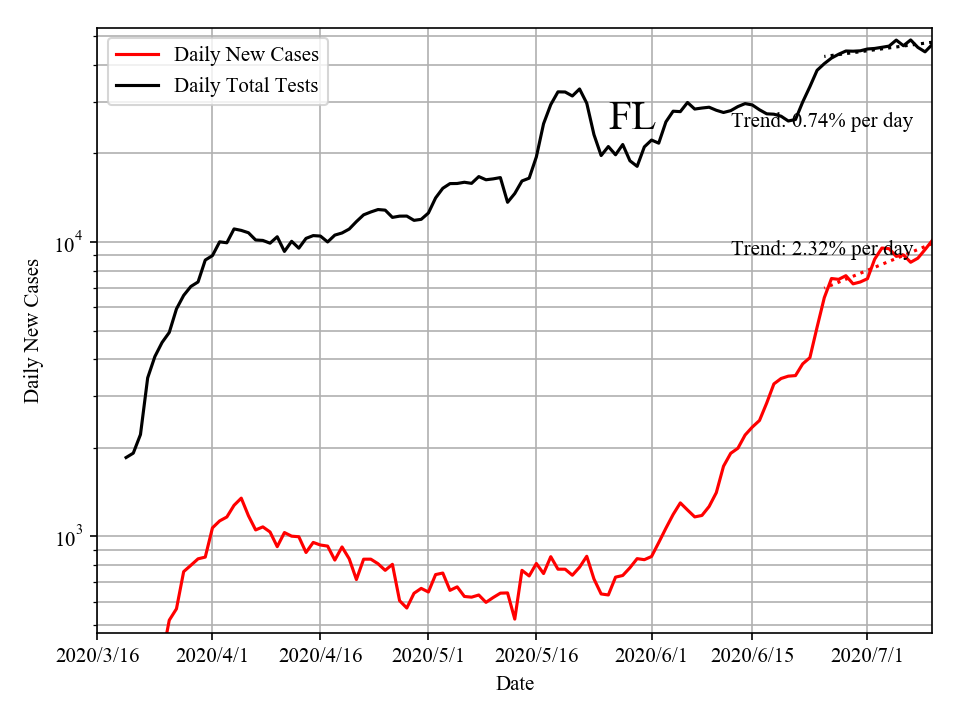 Daily New Cases
Daily Total Tests
FL
Trend: 0.74% per day
Trend: 2.32% per day
10^4
10^3
Daily New Cases
2020/3/16 2020/4/1 2020/4/16 2020/5/1 2020/5/16 2020/6/1 2020/6/15 2020/7/1
Date